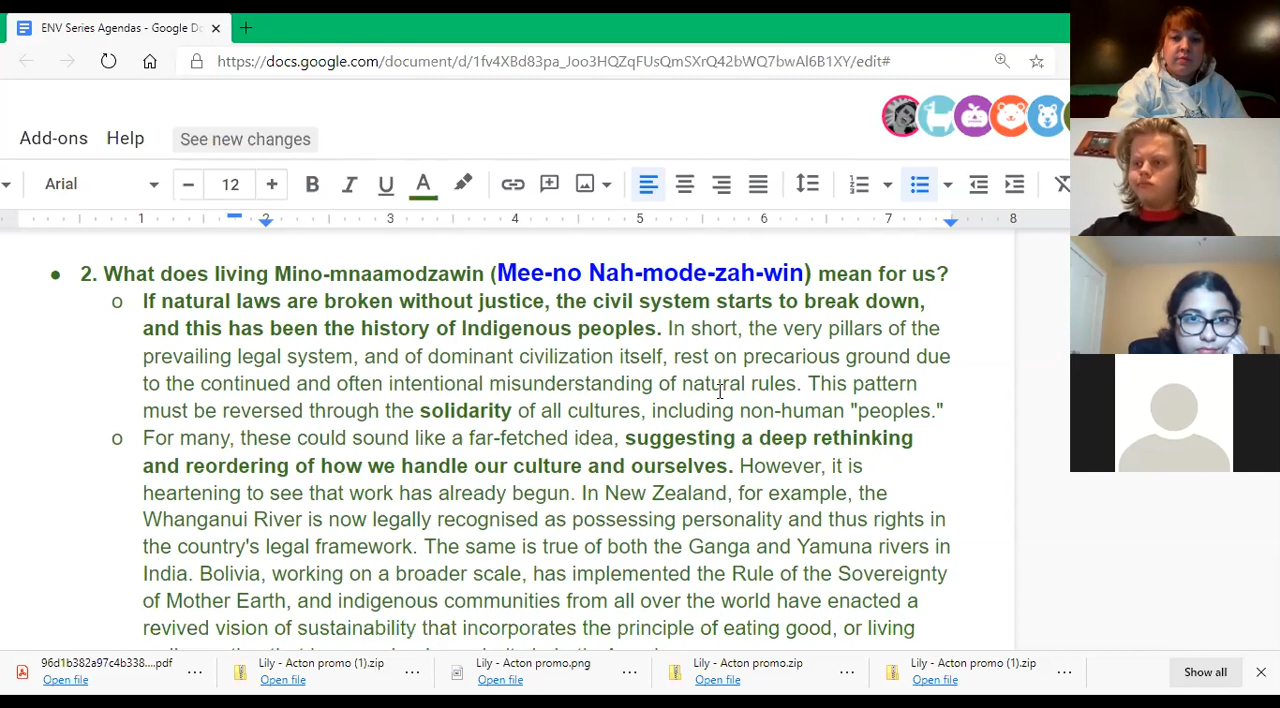 ENV Series Agendas - Google Do
https://docs.google.com/document/d/1fv4XBd83pa_Joo3HQZqFUsQmSXrQ42bWQ7bwAl6B1XY/edit#
Add-ons Help See new changes
Arial 12
1 2 3 4 5 6 7 8
2. What does living Mino-mnaamodzawin (Mee-no Nah-mode-zah-win) mean for us?
If natural laws are broken without justice, the civil system starts to break down,
and this has been the history of Indigenous peoples. In short, the very pillars of the
prevailing legal system, and of dominant civilization itself, rest on precarious ground due
to the continued and often intentional misunderstanding of natural rules. This pattern
must be reversed through the solidarity of all cultures, including non-human "peoples."
For many, these could sound like a far-fetched idea, suggesting a deep rethinking
and reordering of how we handle our culture and ourselves. However, it is
heartening to see that work has already begun. In New Zealand, for example, the
Whanganui River is now legally recognised as possessing personality and thus rights in
the country's legal framework. The same is true of both the Ganga and Yamuna rivers in
India. Bolivia, working on a broader scale, has implemented the Rule of the Sovereignty
of Mother Earth, and indigenous communities from all over the world have enacted a
revived vision of sustainability that incorporates the principle of eating good, or living
96d1b382a97c4b338....pdf Lily - Acton promo (1).zip Lily - Acton promo.png Lily - Acton promo.zip Lily - Acton promo (1).zip
Open file Open file Open file Open file Open file
Show all